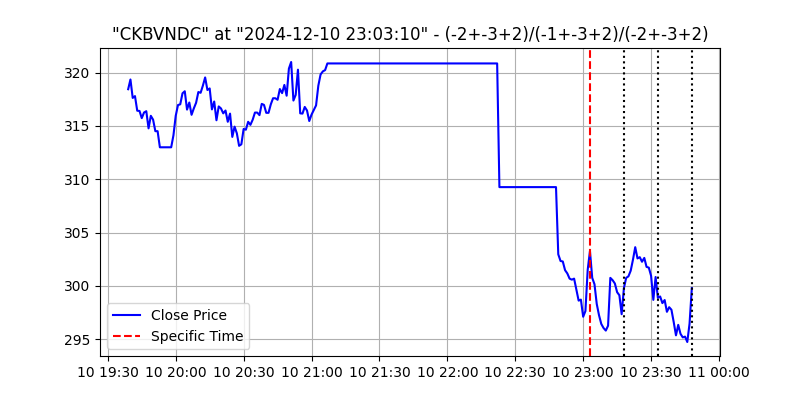 "CKBVNDC" at "2024-12-10 23:03:10" - (-2+-3+2)/(-1+-3+2)/(-2+-3+2)
320
315
310
305
300
295
Close Price
Specific Time
10 19:30 10 20:00 10 20:30 10 21:00 10 21:30 10 22:00 10 22:30 10 23:00 10 23:30 11 00:00